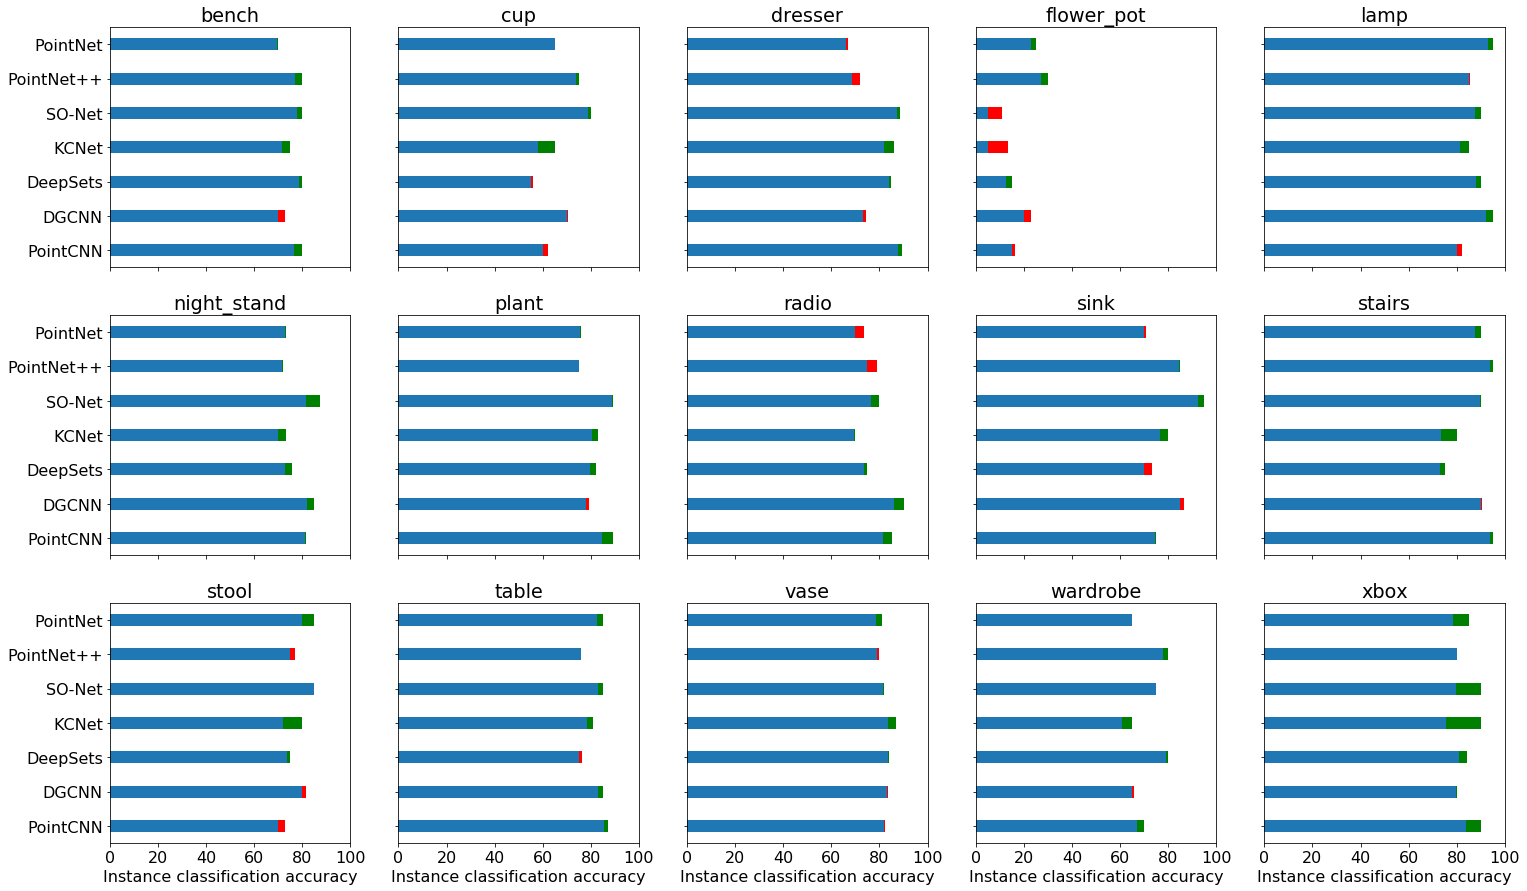 bench cup dresser flower_pot lamp
PointNet
PointNet++
SO-Net
KCNet
DeepSets
DGCNN
PointCNN
night_stand plant radio sink stairs
PointNet
PointNet++
SO-Net
KCNet
DeepSets
DGCNN
PointCNN
stool table vase wardrobe xbox
PointNet
PointNet++
SO-Net
KCNet
DeepSets
DGCNN
PointCNN
0 20 40 60 80 100 0 20 40 60 80 100 0 20 40 60 80 100 0 20 40 60 80 100 0 20 40 60 80 100
Instance classification accuracy Instance classification accuracy Instance classification accuracy Instance classification accuracy Instance classification accuracy